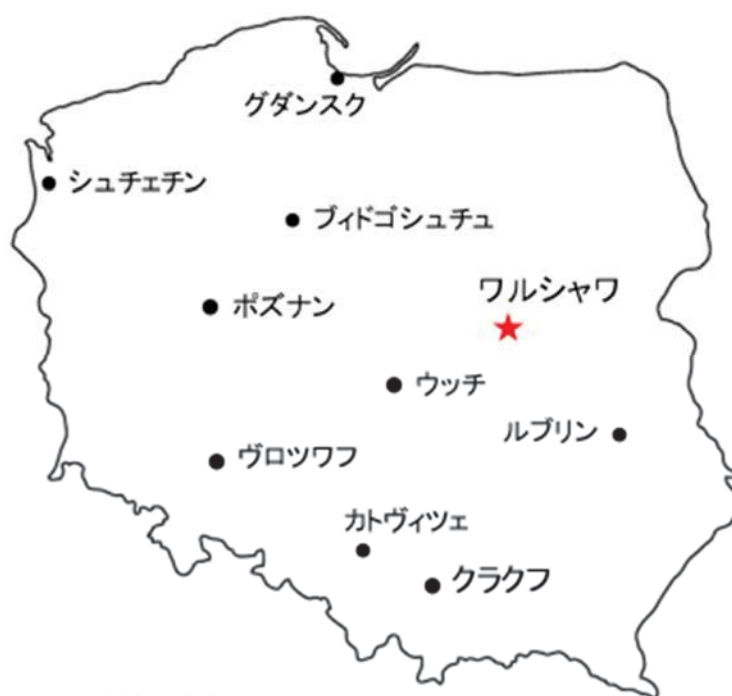 グダンスク
シュチェチン
ブィドゴシュチュ
ワルシャワ
ポズナン
ウッチ
ルブリン
ヴロツワフ
カトヴィツェ
クラクフ